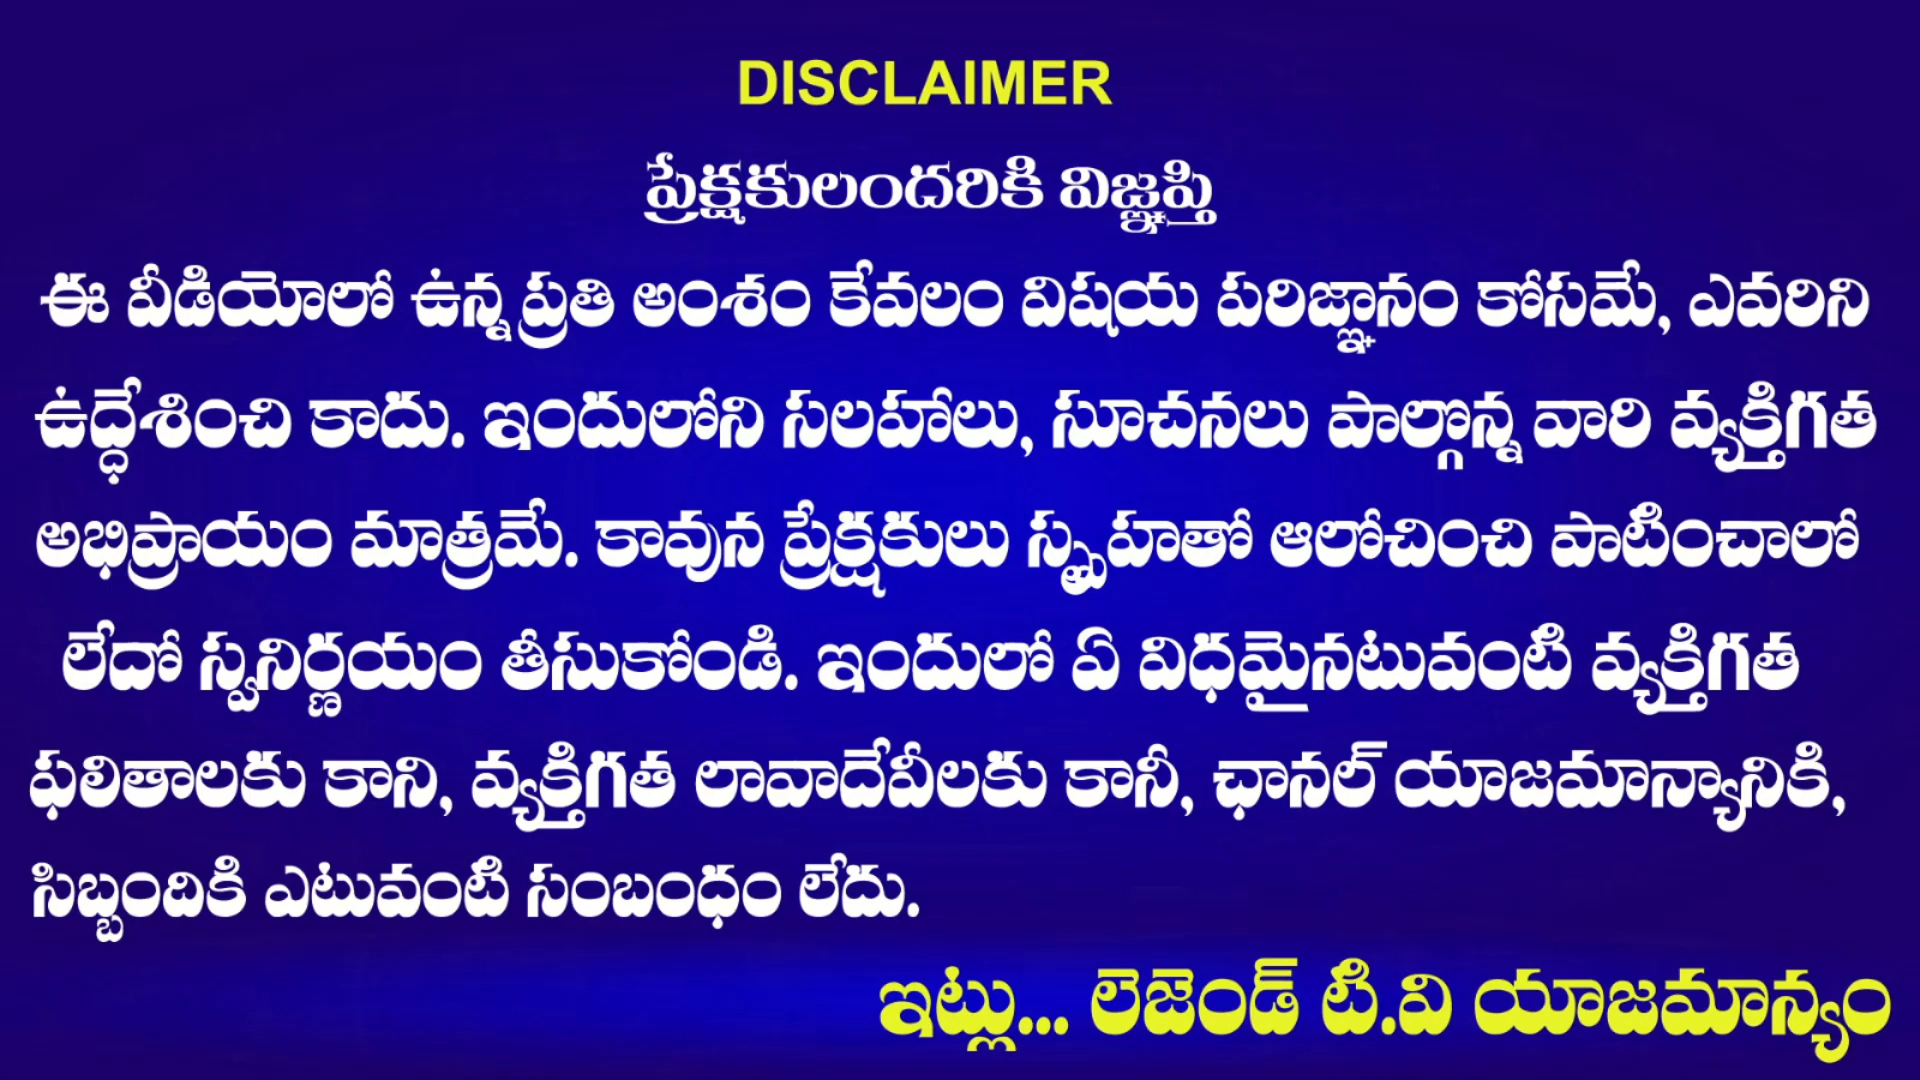 DISCLAIMER
ప్రేక్షకులందరికి విజ్ఞప్తి
ఈ వీడియోలో ఉన్న ప్రతి అంశం కేవలం విషయ పరిజ్ఞానం కోసమే, ఎవరిని
ఉద్ధేశించి కాదు. ఇందులోని సలహాలు, సూచనలు పాల్గొన్న వారి వ్యక్తిగత
అభిప్రాయం మాత్రమే. కావున ప్రేక్షకులు స్పృహతో ఆలోచించి పాటించాలో
లేదో స్వనిర్ణయం తీసుకోండి. ఇందులో ఏ విధమైనటువంటి వ్యక్తిగత
ఫలితాలకు కాని, వ్యక్తిగత లావాదేవీలకు కానీ, ఛానల్ యాజమాన్యానికి,
సిబ్బందికి ఎటువంటి సంబంధం లేదు.
ఇట్లు... లెజెండ్ టి.వి యాజమాన్యం